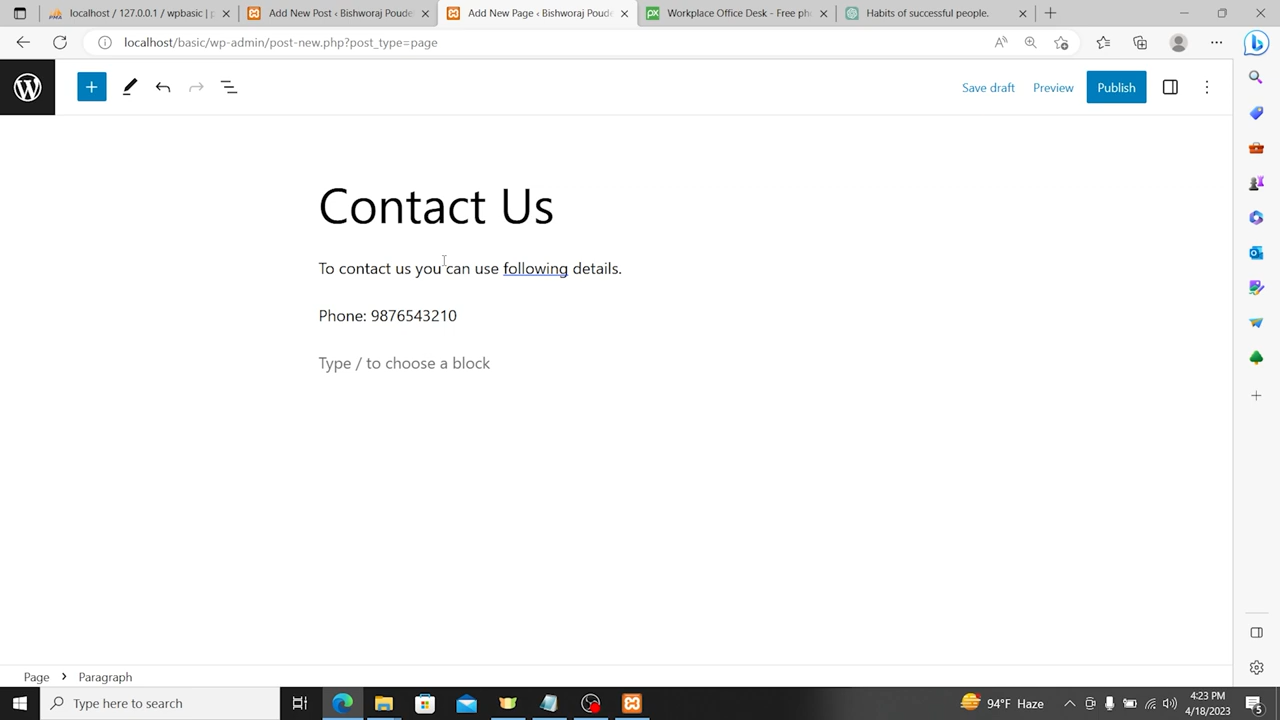 localhost / 127.0.0.1 / wpbasic | p
Add New Post ‹ Bishworaj Poude
Add New Page ‹ Bishworaj Poude
Workplace Office Desk - Free ph
Habits of successful people.
localhost/basic/wp-admin/post-new.php?post_type=page
Save draft
Preview
Publish
Contact Us
To contact us you can use following details.
Phone: 9876543210
Type / to choose a block
Page
Paragraph
Type here to search
94°F Haze
4:23 PM
4/18/2023
5